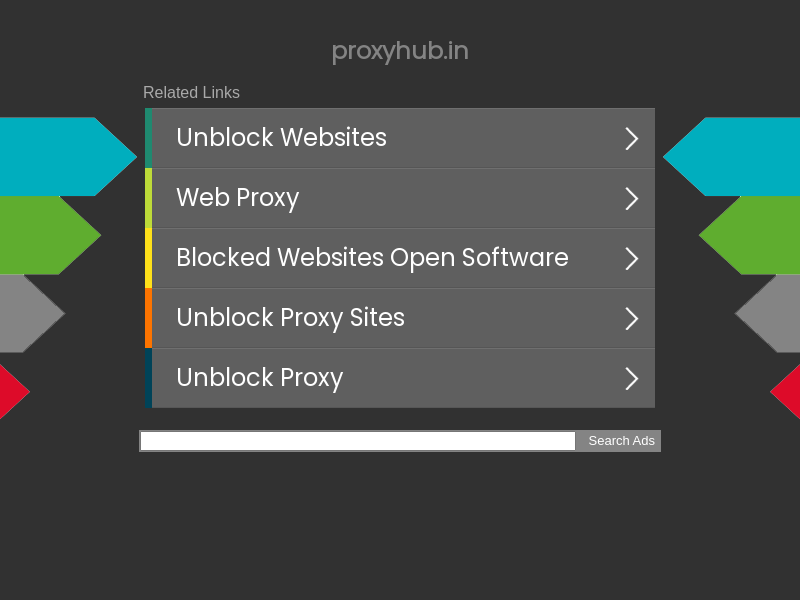 proxyhub.in
Related Links
Unblock Websites
Web Proxy
Blocked Websites Open Software
Unblock Proxy Sites
Unblock Proxy
Search Ads